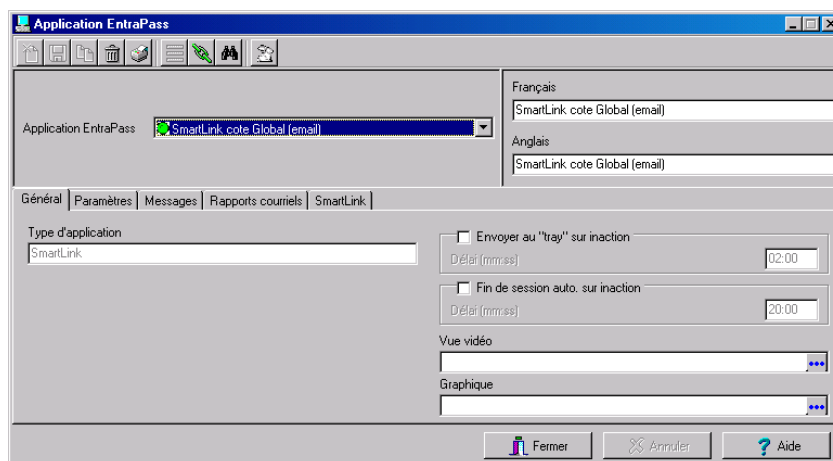 Application EntraPass
Français
SmartLink cote Global (email)
Application EntraPass
SmartLink cote Global (email)
Anglais
SmartLink cote Global (email)
Général
Paramètres
Messages
Rapports courriels
SmartLink
Type d'application
SmartLink
Envoyer au "tray" sur inaction
Délai (mm:ss)
02:00
Fin de session auto. sur inaction
Délai (mm:ss)
20:00
Vue vidéo
Graphique
Fermer
Annuler
? Aide